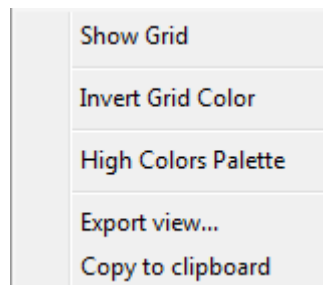 Show Grid
Invert Grid Color
High Colors Palette
Export view...
Copy to clipboard